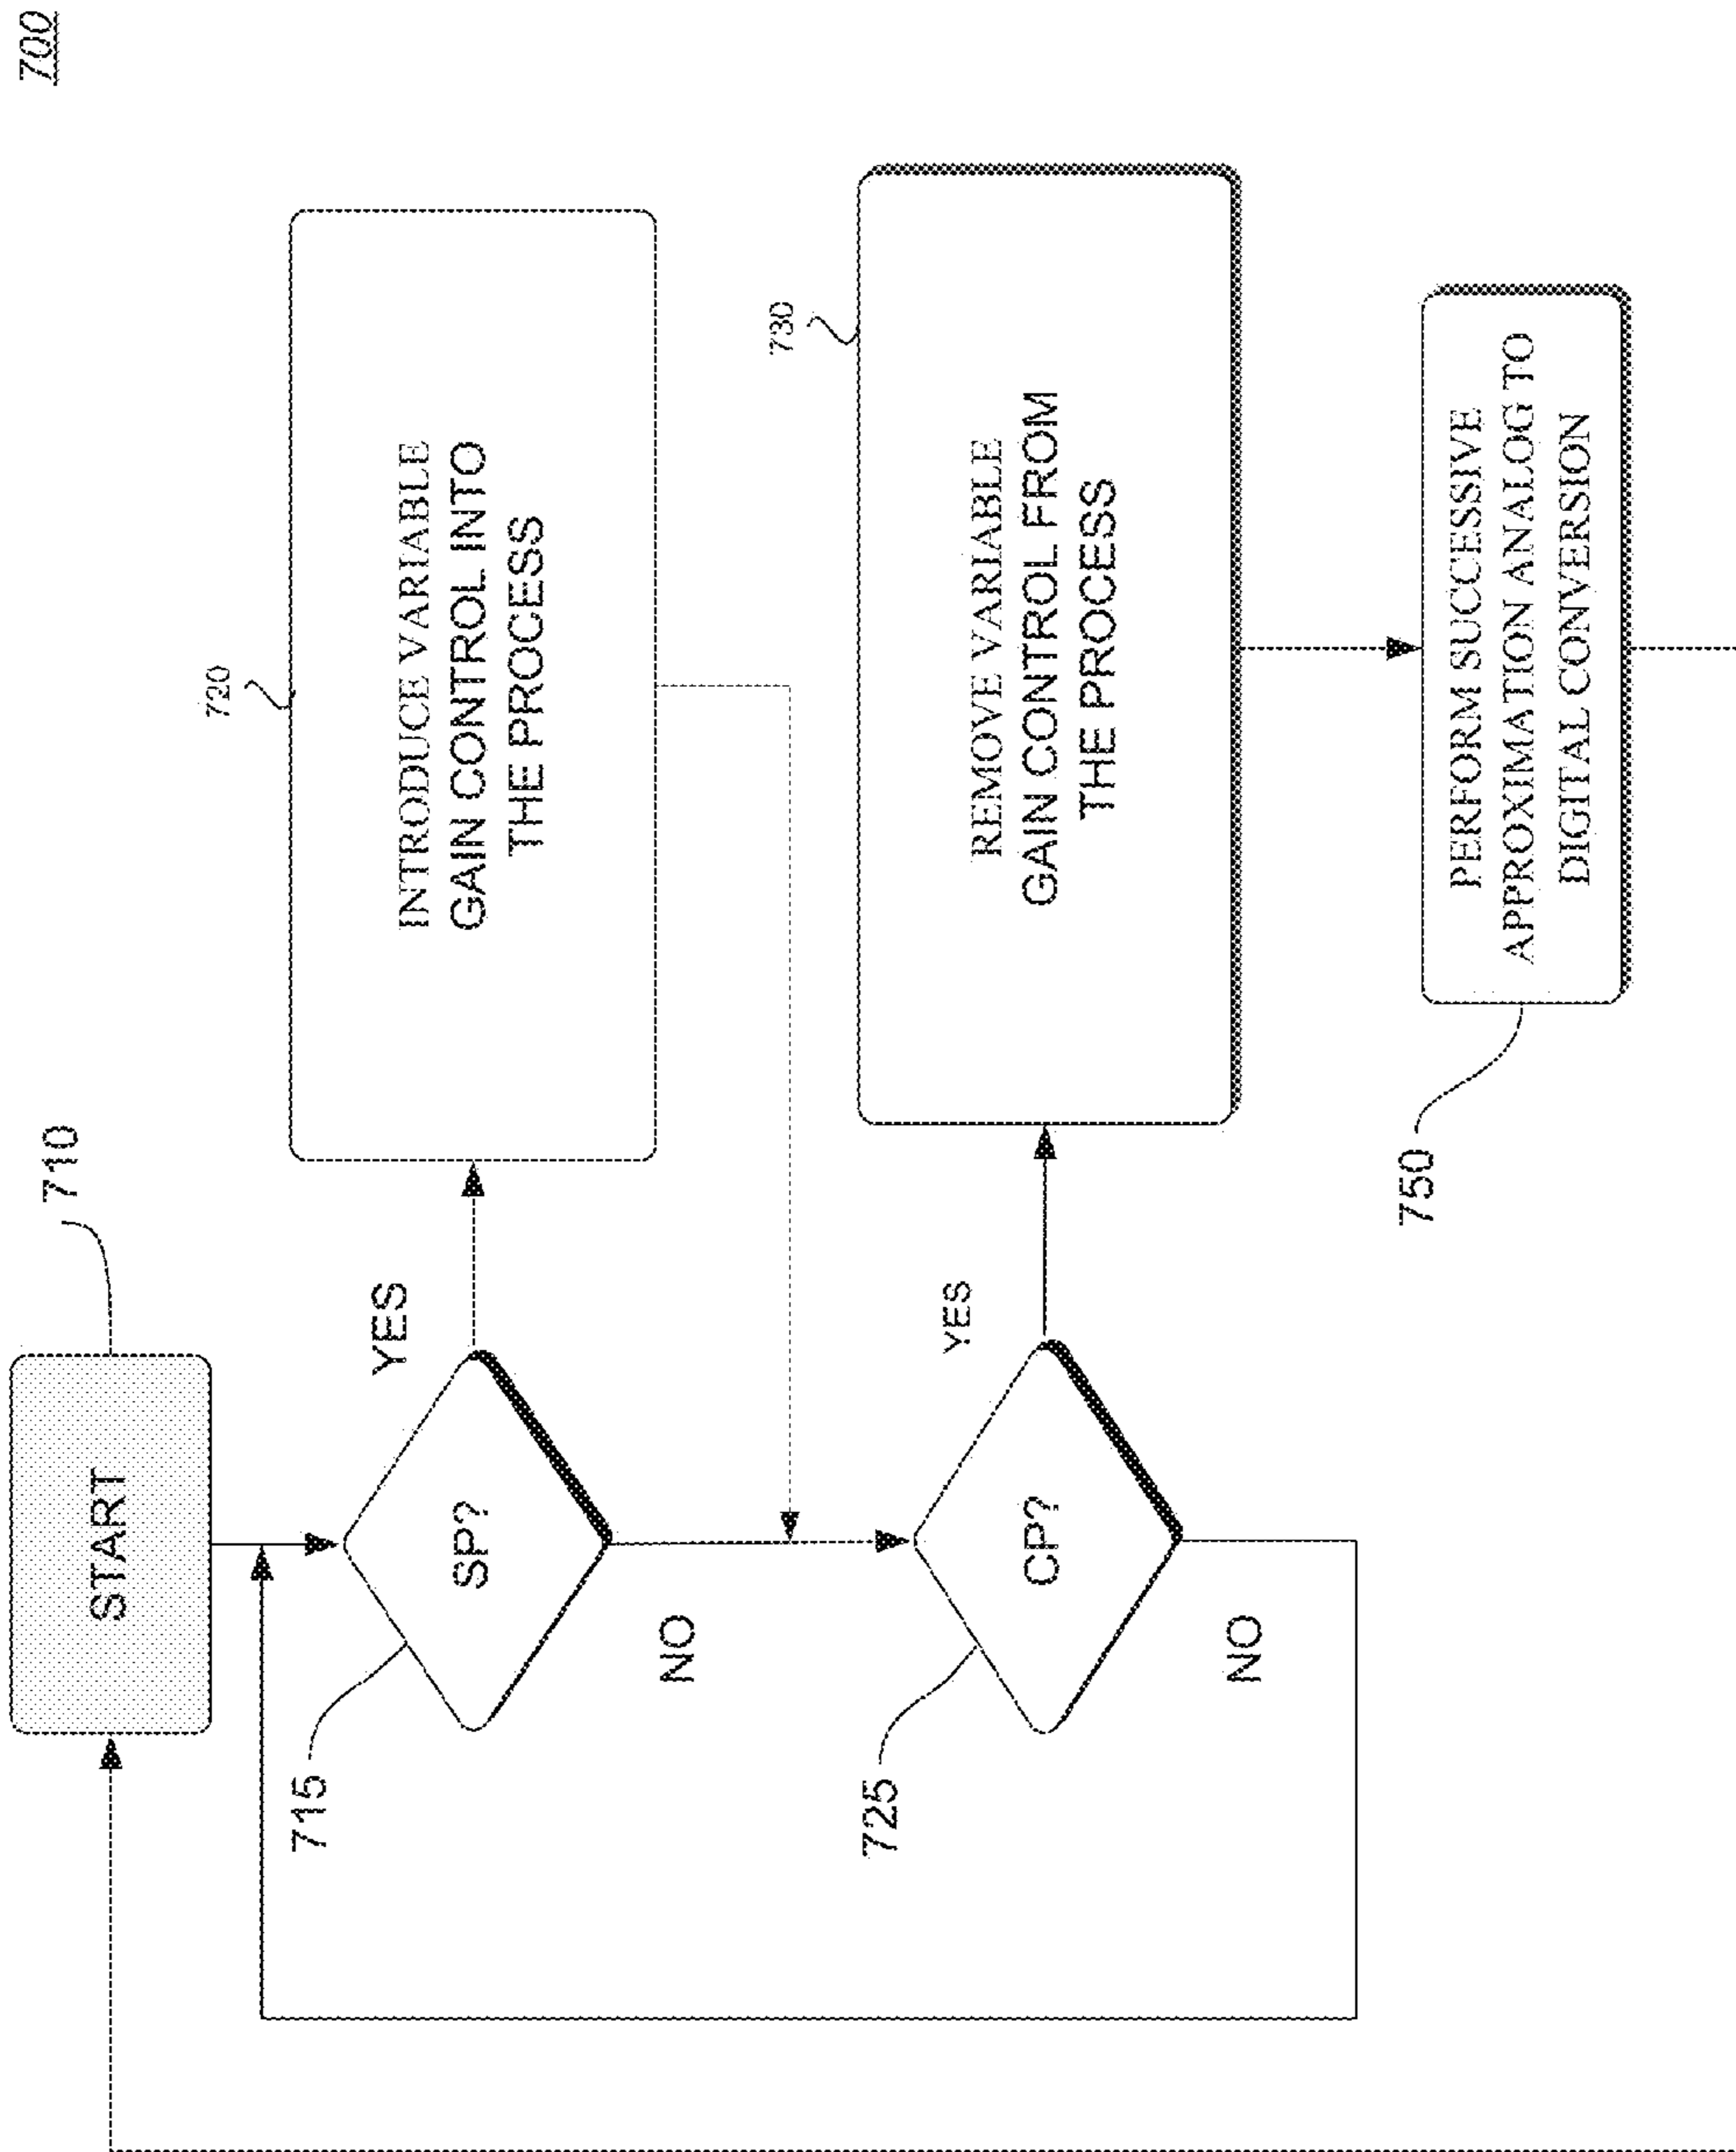 700
START
710
715
SP?
YES
720
INTRODUCE VARIABLE
GAIN CONTROL INTO
THE PROCESS
NO
725
CP?
YES
730
REMOVE VARIABLE
GAIN CONTROL FROM
THE PROCESS
NO
750
PERFORM SUCCESSIVE
APPROXIMATION ANALOG TO
DIGITAL CONVERSION